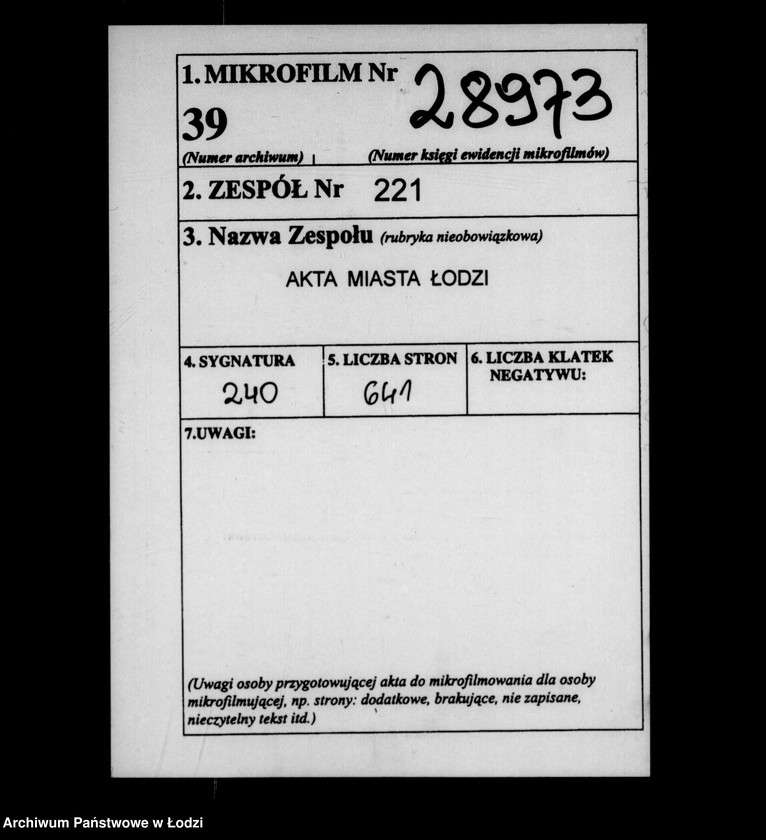 1. MIKROFILM Nr 28973
39
(Numer archiwum) (Numer księgi ewidencji mikrofilmów)
2. ZESPÓŁ Nr 221
3. Nazwa Zespołu (rubryka nieobowiązkowa)
AKTA MIASTA ŁODZI
4. SYGNATURA 5. LICZBA STRON 6. LICZBA KLATEK
NEGATYWU:
240 641
7.UWAGI:
(Uwagi osoby przygotowującej akta do mikrofilmowania dla osoby
mikrofilmującej, np. strony: dodatkowe, brakujące, nie zapisane,
nieczytelny tekst itd.)
Archiwum Państwowe w Łodzi